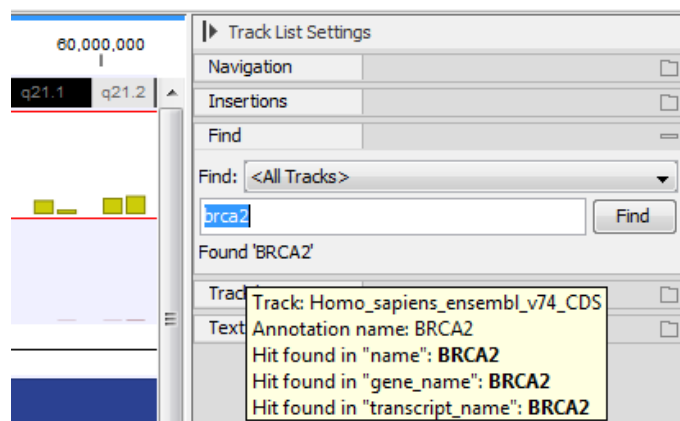 60,000,000
q21.1 q21.2
Track List Settings
Navigation
Insertions
Find
Find: <All Tracks>
brca2 Find
Found 'BRCA2'
Track
Text
Track: Homo_sapiens_ensembl_v74_CDS
Annotation name: BRCA2
Hit found in "name": BRCA2
Hit found in "gene_name": BRCA2
Hit found in "transcript_name": BRCA2